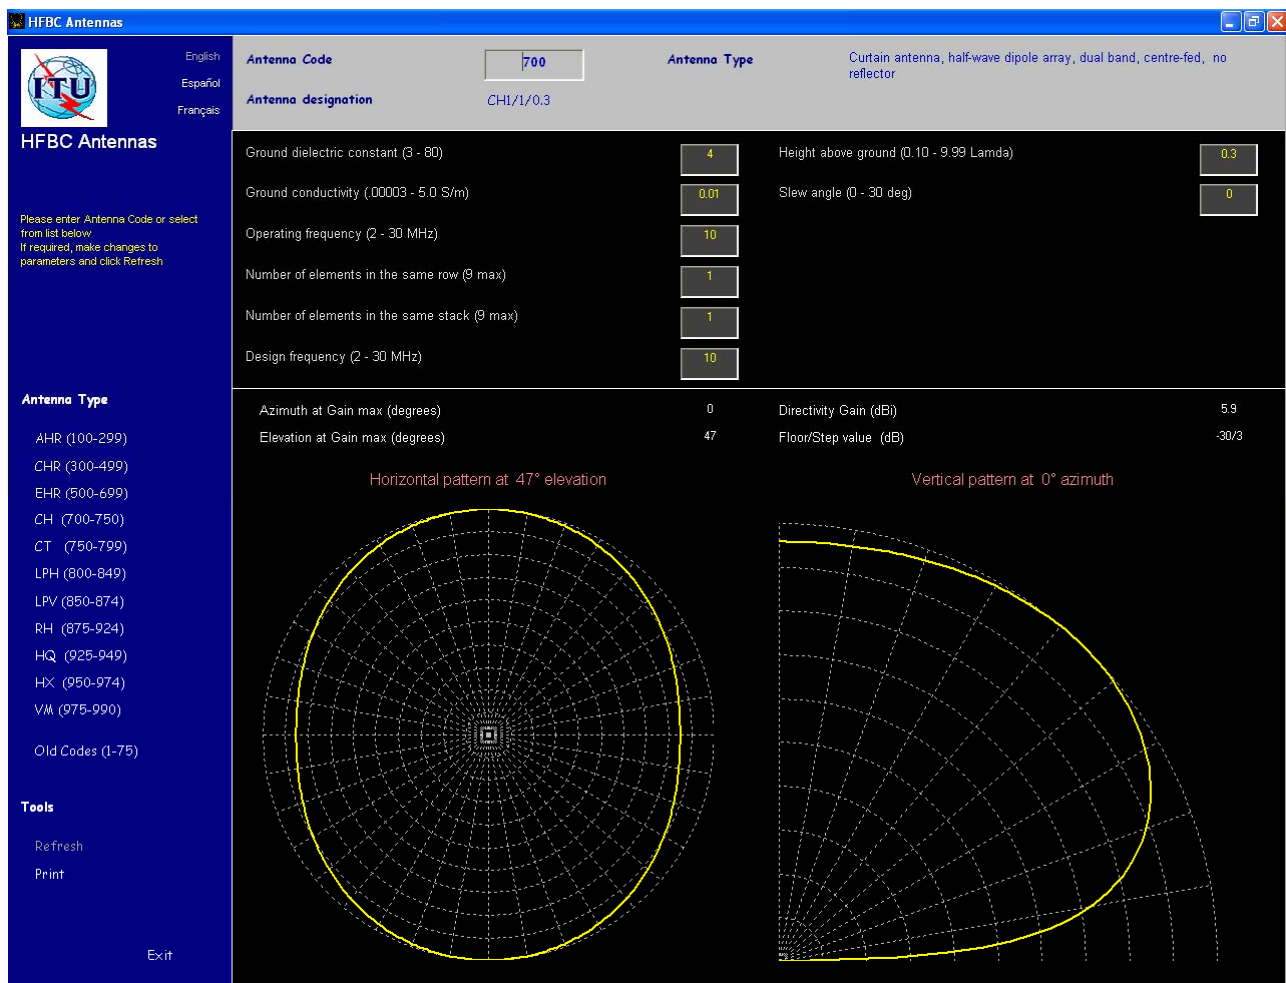 HFBC Antennas
ITU
English
Español
Français
HFBC Antennas
Please enter Antenna Code or select
from list below
If required, make changes to
parameters and click Refresh
Antenna Type
AHR (100-299)
CHR (300-499)
EHR (500-699)
CH (700-750)
CT (750-799)
LPH (800-849)
LPV (850-874)
RH (875-924)
HQ (925-949)
HX (950-974)
VM (975-990)
Old Codes (1-75)
Tools
Refresh
Print
Exit
Antenna Code 700
Antenna Type Curtain antenna, half-wave dipole array, dual band, centre-fed, no
reflector
Antenna designation CH1/1/0.3
Ground dielectric constant (3 - 80) 4
Height above ground (0.10 - 9.99 Lamda) 0.3
Ground conductivity (.00003 - 5.0 S/m) 0.01
Slew angle (0 - 30 deg) 0
Operating frequency (2 - 30 MHz) 10
Number of elements in the same row (9 max) 1
Number of elements in the same stack (9 max) 1
Design frequency (2 - 30 MHz) 10
Azimuth at Gain max (degrees) 0
Directivity Gain (dBi) 5.9
Elevation at Gain max (degrees) 47
Floor/Step value (dB) -30/3
Horizontal pattern at 47° elevation
Vertical pattern at 0° azimuth